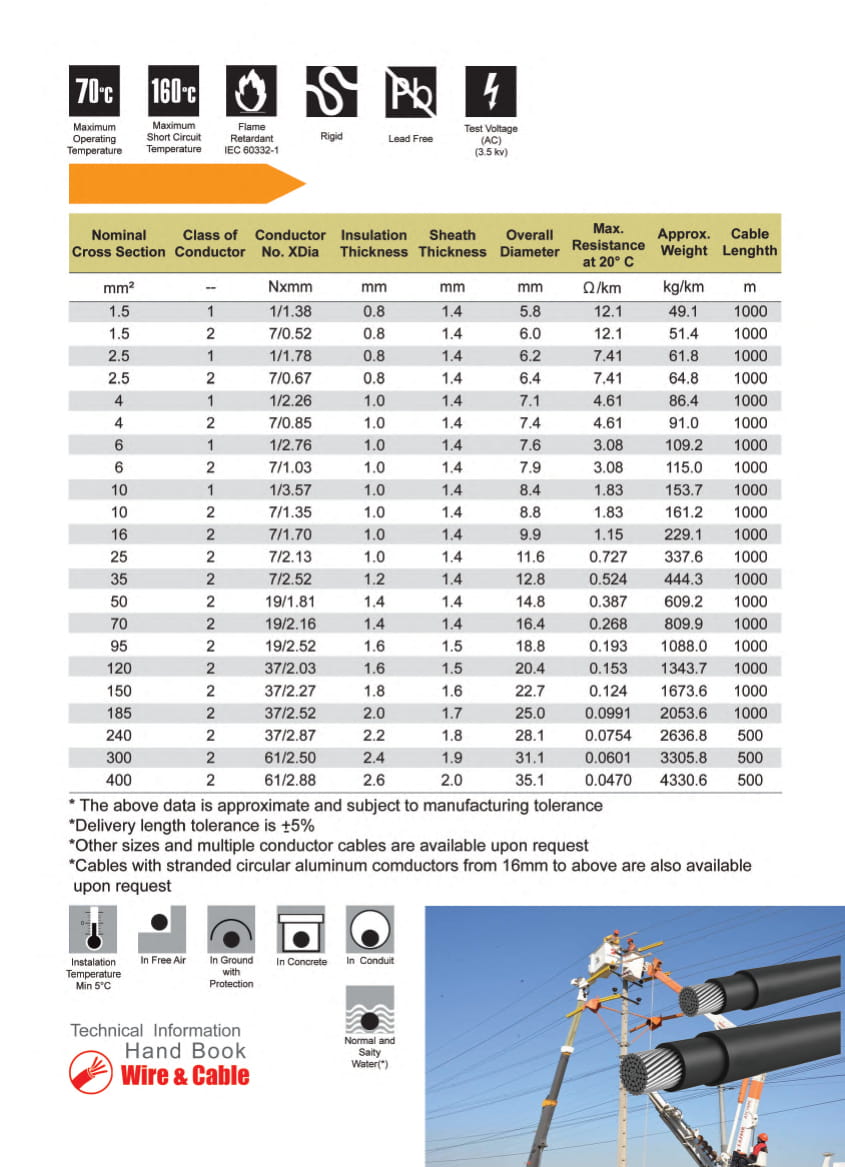 70°C
160°C
Pb
Maximum
Operating
Temperature
Maximum
Short Circuit
Temperature
Flame
Retardant
IEC 60332-1
Rigid
Lead Free
Test Voltage
(AC)
(3.5 kv)
Nominal Cross Section Class of Conductor Conductor No. XDia Insulation Thickness Sheath Thickness Overall Diameter Max. Resistance at 20° C Approx. Weight Cable Lenghth
mm² -- Nxmm mm mm mm Ω/km kg/km m
1.5 1 1/1.38 0.8 1.4 5.8 12.1 49.1 1000
1.5 2 7/0.52 0.8 1.4 6.0 12.1 51.4 1000
2.5 1 1/1.78 0.8 1.4 6.2 7.41 61.8 1000
2.5 2 7/0.67 0.8 1.4 6.4 7.41 64.8 1000
4 1 1/2.26 1.0 1.4 7.1 4.61 86.4 1000
4 2 7/0.85 1.0 1.4 7.4 4.61 91.0 1000
6 1 1/2.76 1.0 1.4 7.6 3.08 109.2 1000
6 2 7/1.03 1.0 1.4 7.9 3.08 115.0 1000
10 1 1/3.57 1.0 1.4 8.4 1.83 153.7 1000
10 2 7/1.35 1.0 1.4 8.8 1.83 161.2 1000
16 2 7/1.70 1.0 1.4 9.9 1.15 229.1 1000
25 2 7/2.13 1.0 1.4 11.6 0.727 337.6 1000
35 2 7/2.52 1.2 1.4 12.8 0.524 444.3 1000
50 2 19/1.81 1.4 1.4 14.8 0.387 609.2 1000
70 2 19/2.16 1.4 1.4 16.4 0.268 809.9 1000
95 2 19/2.52 1.6 1.5 18.8 0.193 1088.0 1000
120 2 37/2.03 1.6 1.5 20.4 0.153 1343.7 1000
150 2 37/2.27 1.8 1.6 22.7 0.124 1673.6 1000
185 2 37/2.52 2.0 1.7 25.0 0.0991 2053.6 1000
240 2 37/2.87 2.2 1.8 28.1 0.0754 2636.8 500
300 2 61/2.50 2.4 1.9 31.1 0.0601 3305.8 500
400 2 61/2.88 2.6 2.0 35.1 0.0470 4330.6 500
* The above data is approximate and subject to manufacturing tolerance
*Delivery length tolerance is ±5%
*Other sizes and multiple conductor cables are available upon request
*Cables with stranded circular aluminum comductors from 16mm to above are also available
upon request
0
Instalation
Temperature
Min 5°C
In Free Air
In Ground
with
Protection
In Concrete
In Conduit
Normal and
Saity
Water(*)
Technical Information
Hand Book
Wire & Cable